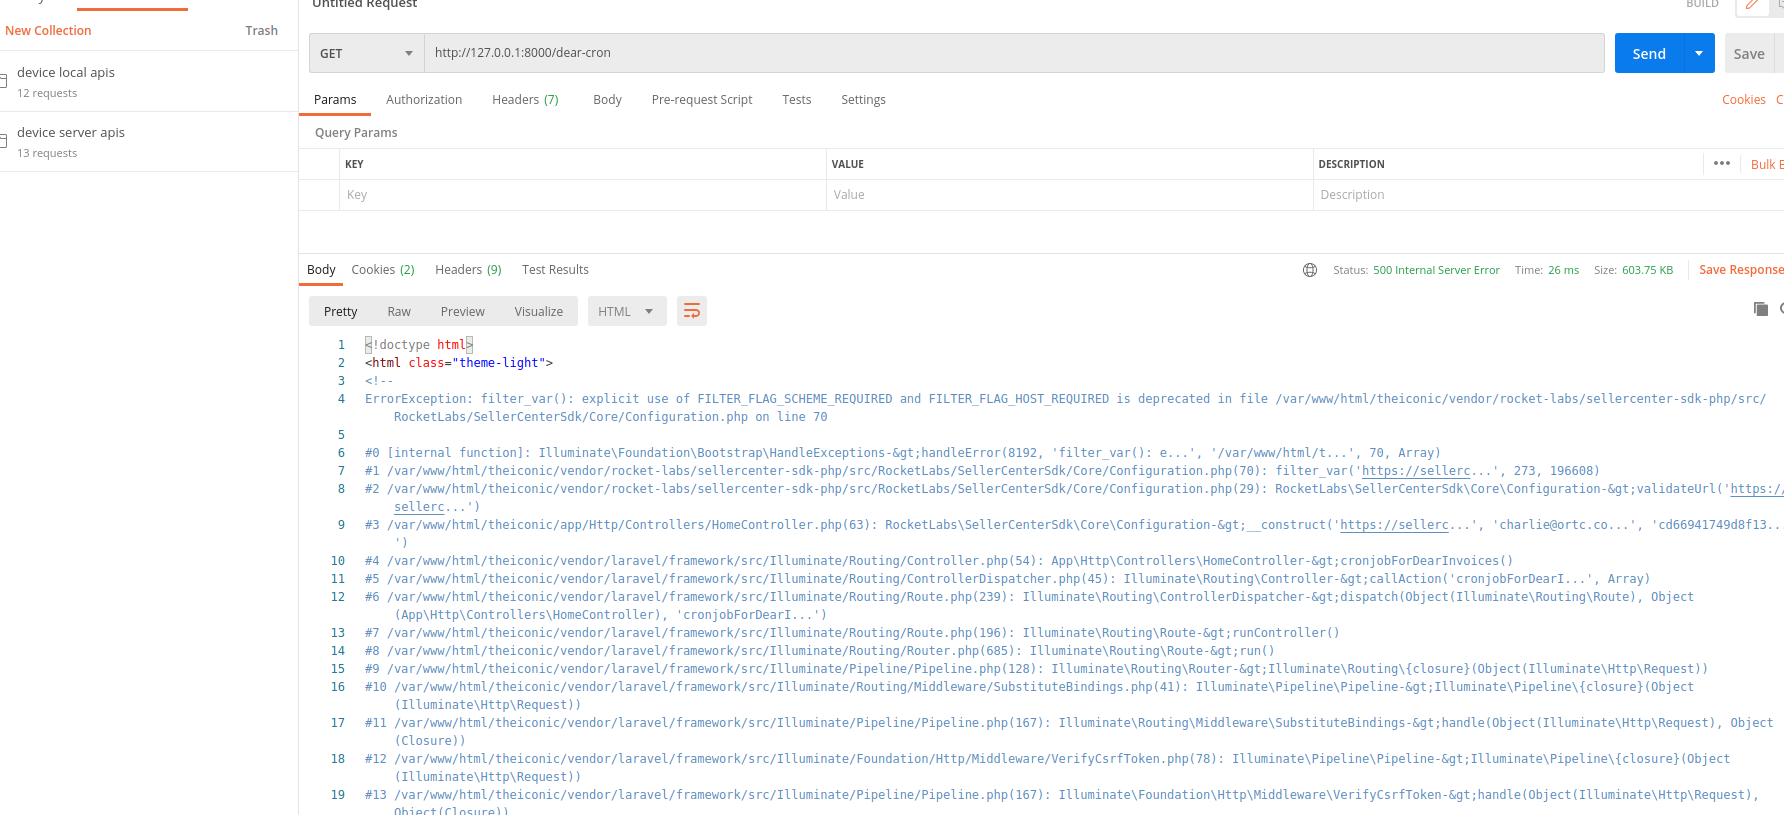 Untitled Request
BUILD
New Collection
Trash
GET
http://127.0.0.1:8000/dear-cron
Send
Save
device local apis
12 requests
Params
Authorization
Headers (7)
Body
Pre-request Script
Tests
Settings
Cookies
C
device server apis
13 requests
Query Params
KEY
VALUE
DESCRIPTION
Bulk E
Key
Value
Description
Body
Cookies (2)
Headers (9)
Test Results
Status: 500 Internal Server Error
Time: 26 ms
Size: 603.75 KB
Save Response
Pretty
Raw
Preview
Visualize
HTML
1 <!doctype html>
2 <html class="theme-light">
3 <!--
4 ErrorException: filter_var(): explicit use of FILTER_FLAG_SCHEME_REQUIRED and FILTER_FLAG_HOST_REQUIRED is deprecated in file /var/www/html/theiconic/vendor/rocket-labs/sellercenter-sdk-php/src/
RocketLabs/SellerCenterSdk/Core/Configuration.php on line 70
5
6 #0 [internal function]: Illuminate\Foundation\Bootstrap\HandleExceptions-&gt;handleError(8192, 'filter_var(): e...', '/var/www/html/t...', 70, Array)
7 #1 /var/www/html/theiconic/vendor/rocket-labs/sellercenter-sdk-php/src/RocketLabs/SellerCenterSdk/Core/Configuration.php(70): filter_var('https://sellerc...', 273, 196608)
8 #2 /var/www/html/theiconic/vendor/rocket-labs/sellercenter-sdk-php/src/RocketLabs/SellerCenterSdk/Core/Configuration.php(29): RocketLabs\SellerCenterSdk\Core\Configuration-&gt;validateUrl('https:/
sellerc...')
9 #3 /var/www/html/theiconic/app/Http/Controllers/HomeController.php(63): RocketLabs\SellerCenterSdk\Core\Configuration-&gt;__construct('https://sellerc...', 'charlie@ortc.co...', 'cd66941749d8f13..
')
10 #4 /var/www/html/theiconic/vendor/laravel/framework/src/Illuminate/Routing/Controller.php(54): App\Http\Controllers\HomeController-&gt;cronjobForDearInvoices()
11 #5 /var/www/html/theiconic/vendor/laravel/framework/src/Illuminate/Routing/ControllerDispatcher.php(45): Illuminate\Routing\Controller-&gt;callAction('cronjobForDearI...', Array)
12 #6 /var/www/html/theiconic/vendor/laravel/framework/src/Illuminate/Routing/Route.php(239): Illuminate\Routing\ControllerDispatcher-&gt;dispatch(Object(Illuminate\Routing\Route), Object
(App\Http\Controllers\HomeController), 'cronjobForDearI...')
13 #7 /var/www/html/theiconic/vendor/laravel/framework/src/Illuminate/Routing/Route.php(196): Illuminate\Routing\Route-&gt;runController()
14 #8 /var/www/html/theiconic/vendor/laravel/framework/src/Illuminate/Routing/Router.php(685): Illuminate\Routing\Route-&gt;run()
15 #9 /var/www/html/theiconic/vendor/laravel/framework/src/Illuminate/Pipeline/Pipeline.php(128): Illuminate\Routing\Router-&gt;Illuminate\Routing\{closure}(Object(Illuminate\Http\Request))
16 #10 /var/www/html/theiconic/vendor/laravel/framework/src/Illuminate/Routing/Middleware/SubstituteBindings.php(41): Illuminate\Pipeline\Pipeline-&gt;Illuminate\Pipeline\{closure}(Object
(Illuminate\Http\Request))
17 #11 /var/www/html/theiconic/vendor/laravel/framework/src/Illuminate/Pipeline/Pipeline.php(167): Illuminate\Routing\Middleware\SubstituteBindings-&gt;handle(Object(Illuminate\Http\Request), Object
(Closure))
18 #12 /var/www/html/theiconic/vendor/laravel/framework/src/Illuminate/Foundation/Http/Middleware/VerifyCsrfToken.php(78): Illuminate\Pipeline\Pipeline-&gt;Illuminate\Pipeline\{closure}(Object
(Illuminate\Http\Request))
19 #13 /var/www/html/theiconic/vendor/laravel/framework/src/Illuminate/Pipeline/Pipeline.php(167): Illuminate\Foundation\Http\Middleware\VerifyCsrfToken-&gt;handle(Object(Illuminate\Http\Request),
Object(Closure))